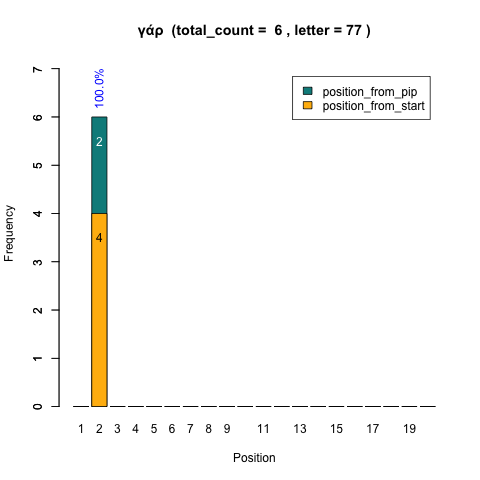 γάρ (total_count = 6 , letter = 77 )
7
6
5
4
3
2
1
0
Frequency
100.0%
2
4
position_from_pip
position_from_start
1 2 3 4 5 6 7 8 9 11 13 15 17 19
Position